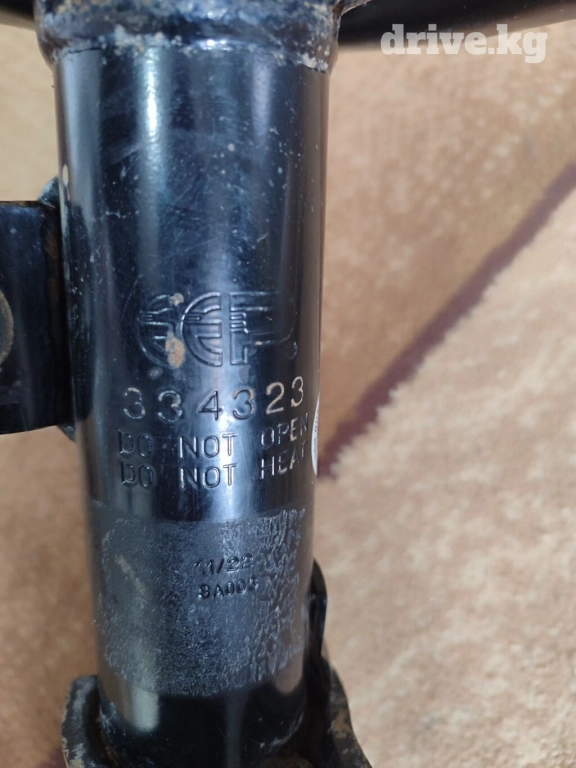 drive.kg
334323
DO NOT OPEN
DO NOT HEAT
11/22